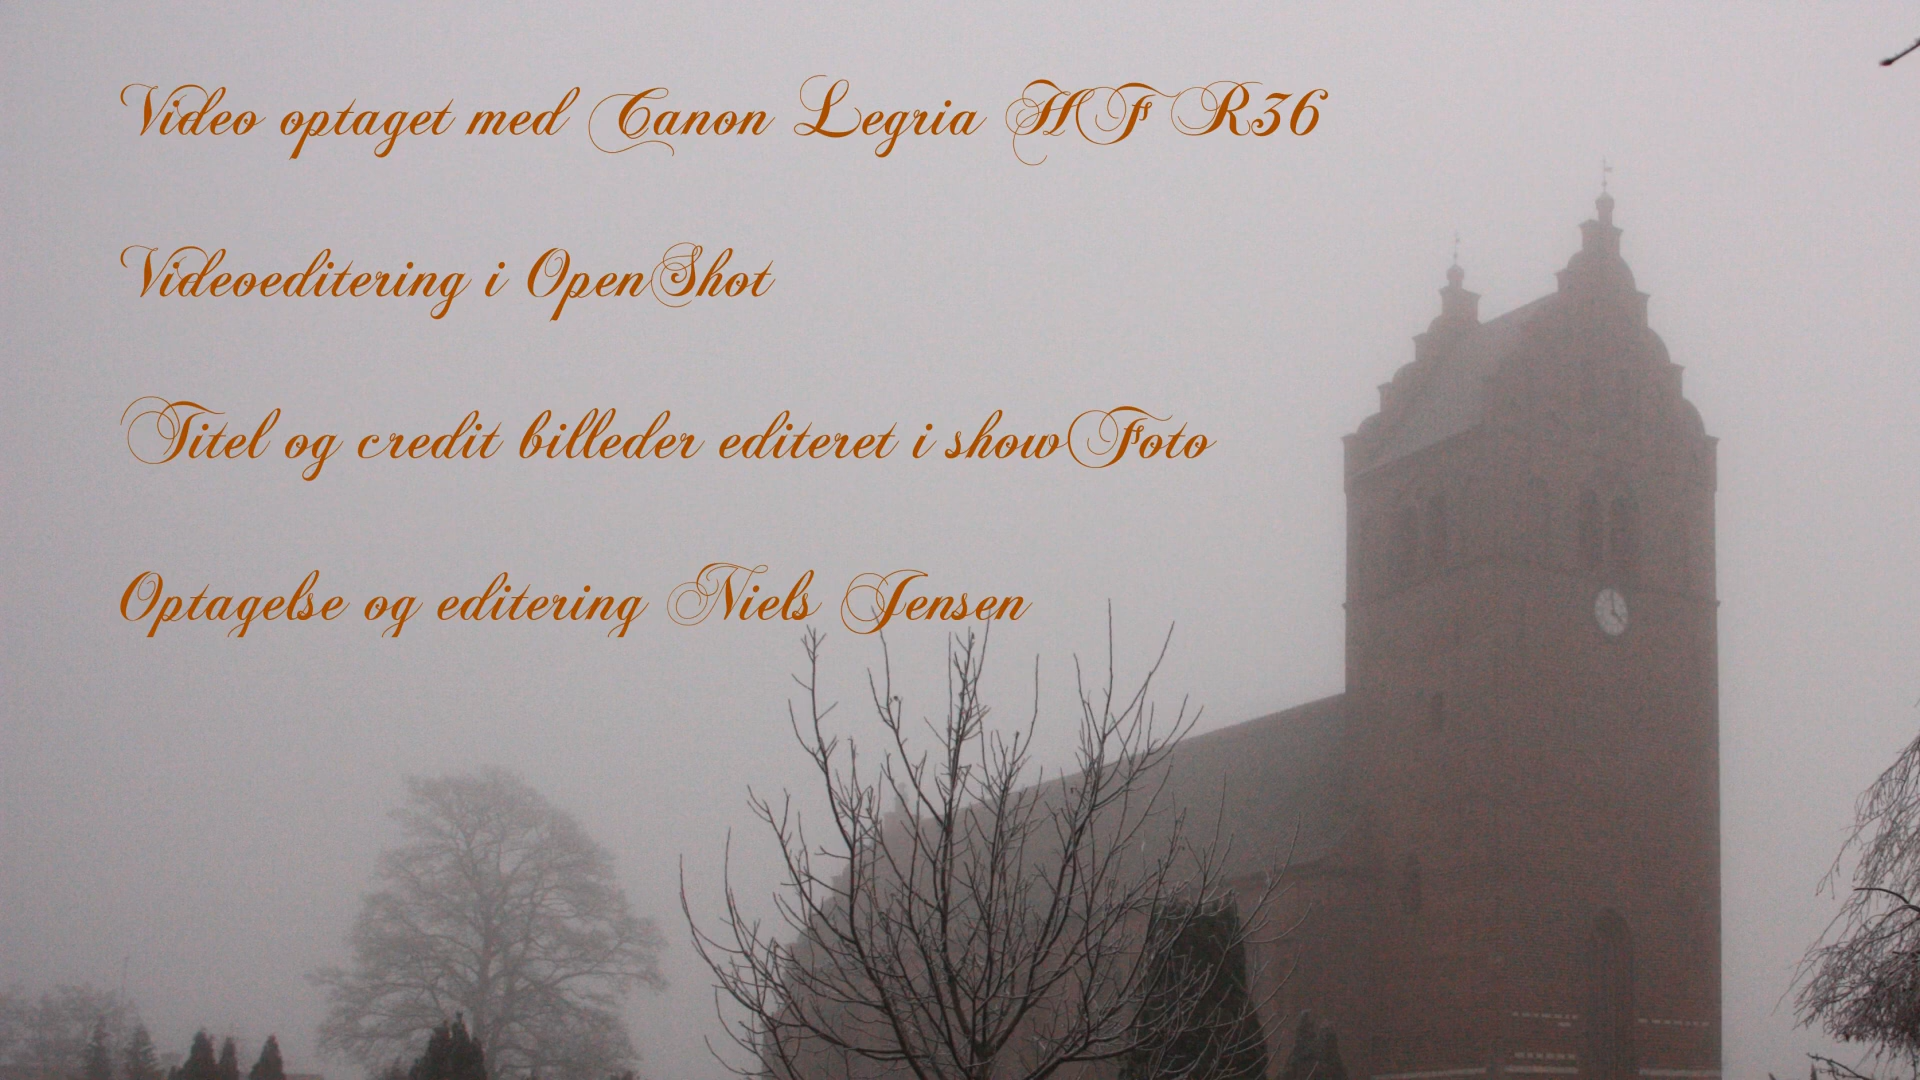 Video optaget med Canon Legria HF R36
Videoeditering i OpenShot
Titel og credit billeder editeret i showFoto
Optagelse og editering Niels Jensen